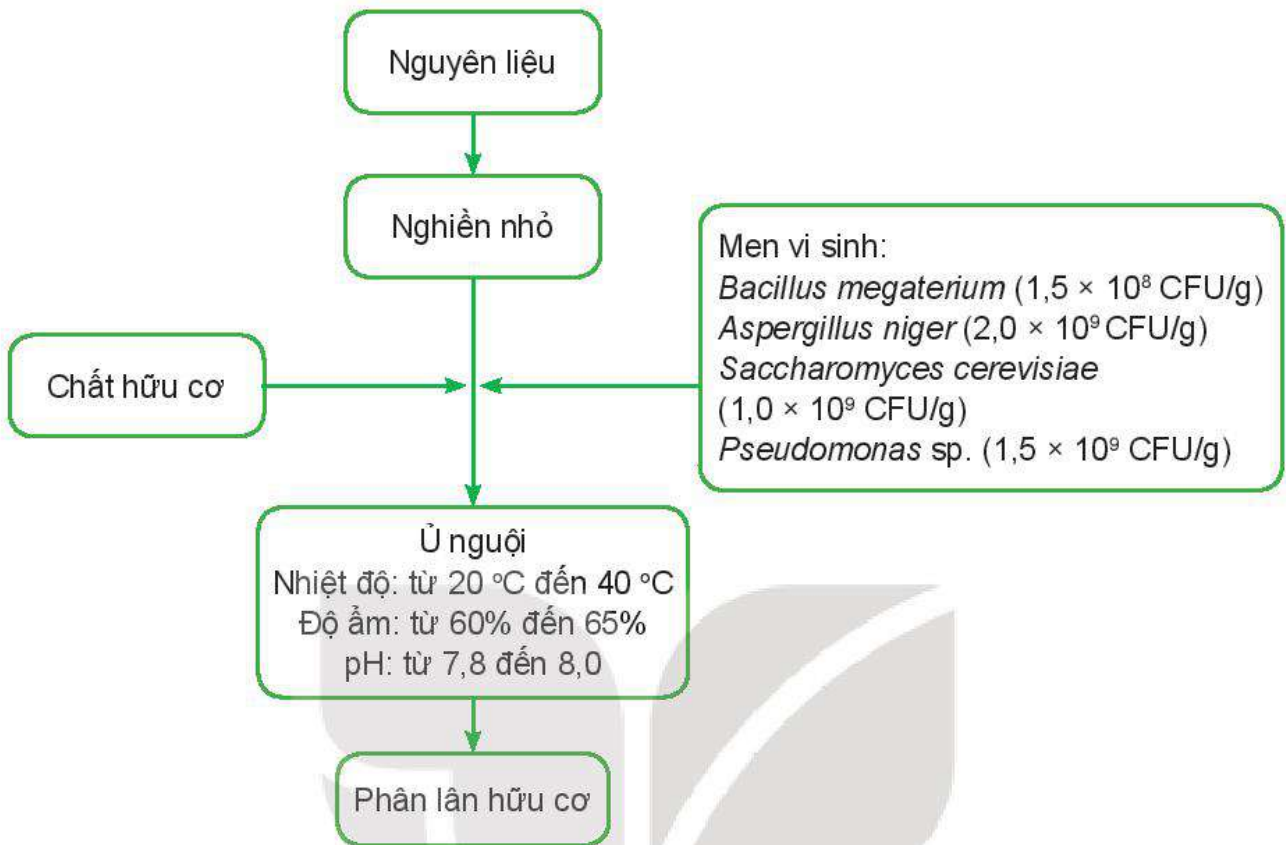 Nguyên liệu
Nghiền nhỏ
Men vi sinh:
Bacillus megaterium (1,5 × 10⁸ CFU/g)
Aspergillus niger (2,0 × 10⁹ CFU/g)
Saccharomyces cerevisiae
(1,0 × 10⁹ CFU/g)
Pseudomonas sp. (1,5 × 10⁹ CFU/g)
Chất hữu cơ
Ủ nguội
Nhiệt độ: từ 20 °C đến 40 °C
Độ ẩm: từ 60% đến 65%
pH: từ 7,8 đến 8,0
Phân lân hữu cơ